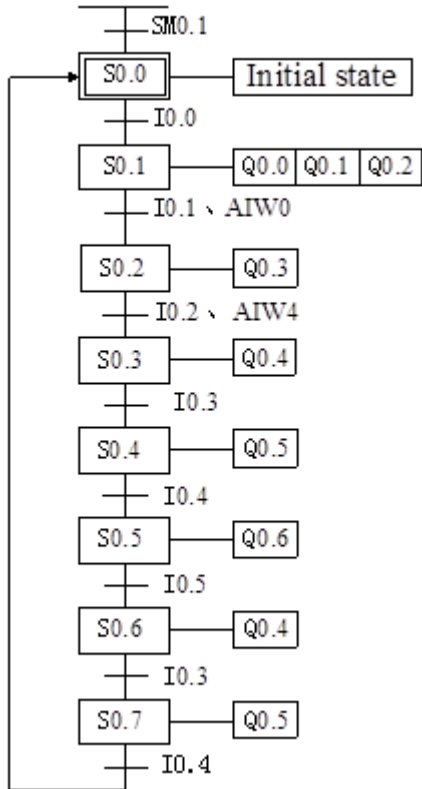 SM0.1
S0.0 Initial state
I0.0
S0.1 Q0.0 Q0.1 Q0.2
I0.1、AIW0
S0.2 Q0.3
I0.2、 AIW4
S0.3 Q0.4
I0.3
S0.4 Q0.5
I0.4
S0.5 Q0.6
I0.5
S0.6 Q0.4
I0.3
S0.7 Q0.5
I0.4